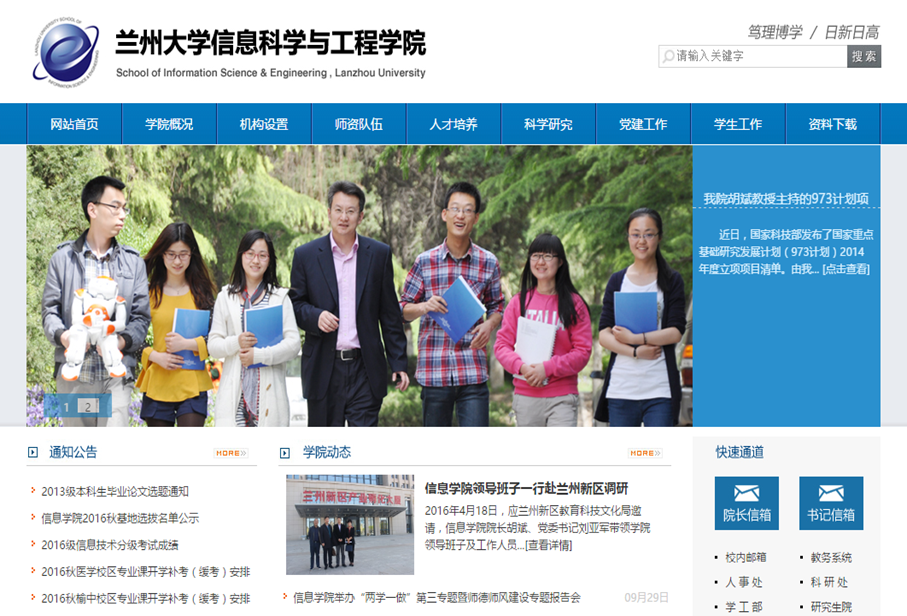 兰州大学信息科学与工程学院
School of Information Science & Engineering , Lanzhou University
笃理博学 / 日新日高
请输入关键字
搜 索
网站首页 学院概况 机构设置 师资队伍 人才培养 科学研究 党建工作 学生工作 资料下载
我院胡斌教授主持的973计划项
近日，国家科技部发布了国家重点
基础研究发展计划（973计划）2014
年度立项项目清单。由我... [点击查看]
1 2
通知公告
MORE
2013级本科生毕业论文选题通知
信息学院2016秋基地选拔名单公示
2016级信息技术分级考试成绩
2016秋医学校区专业课开学补考（缓考）安排
2016秋榆中校区专业课开学补考（缓考）安排
学院动态
MORE
信息学院领导班子一行赴兰州新区调研
2016年4月18日，应兰州新区教育科技文化局邀
请，信息学院院长胡斌、党委书记刘亚军带领学院
领导班子及工作人员...[查看详情]
信息学院举办“两学一做”第三专题暨师德师风建设专题报告会 09月29日
快速通道
院长信箱 书记信箱
校内邮箱 教务系统
人 事 处 科 研 处
学 工 部 研究生院